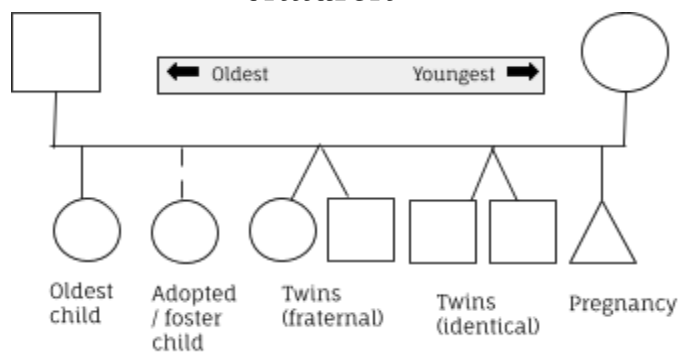 Oldest Youngest
Oldest
child
Adopted
/ foster
child
Twins
(fraternal)
Twins
(identical)
Pregnancy